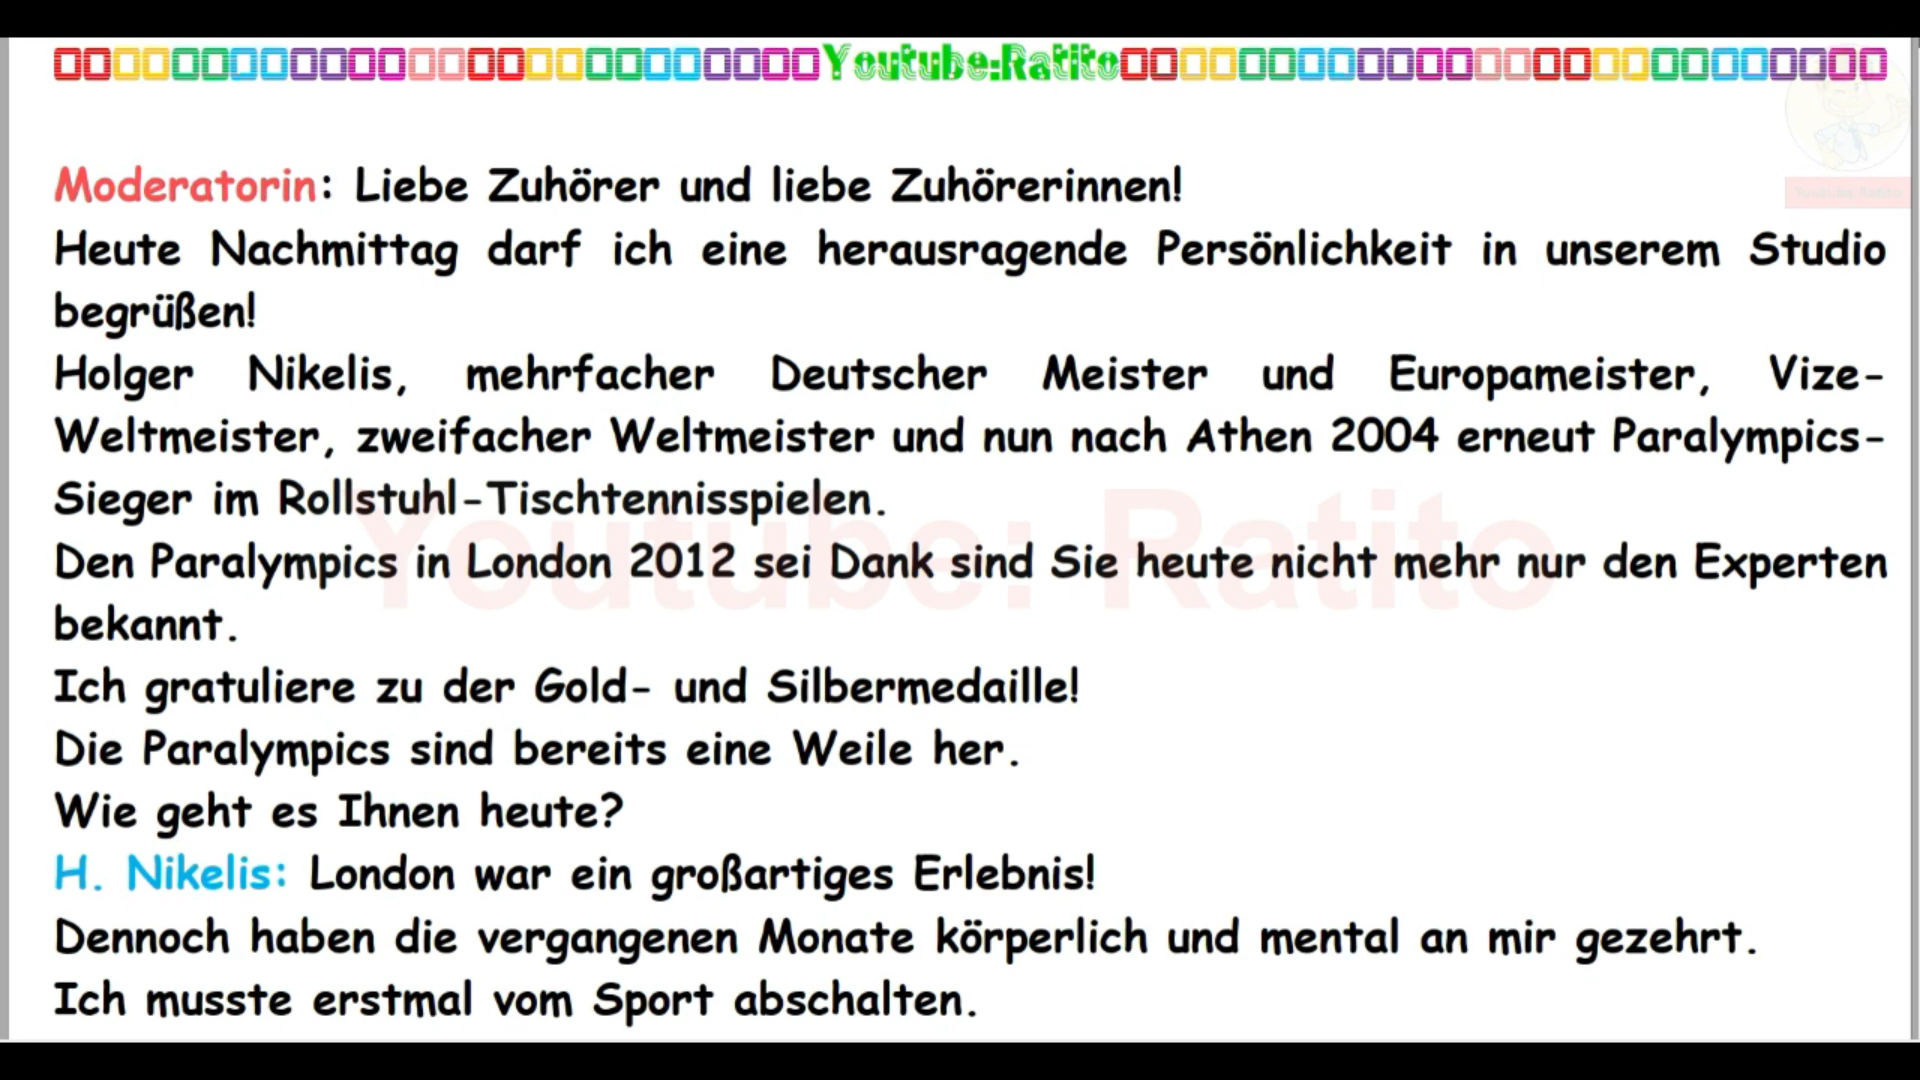 Youtube:Ratito
Youtube:Ratito
Moderatorin: Liebe Zuhörer und liebe Zuhörerinnen!
Heute Nachmittag darf ich eine herausragende Persönlichkeit in unserem Studio
begrüßen!
Holger Nikelis, mehrfacher Deutscher Meister und Europameister, Vize-
Weltmeister, zweifacher Weltmeister und nun nach Athen 2004 erneut Paralympics-
Sieger im Rollstuhl-Tischtennisspielen.
Youtube: Ratito
Den Paralympics in London 2012 sei Dank sind Sie heute nicht mehr nur den Experten
bekannt.
Ich gratuliere zu der Gold- und Silbermedaille!
Die Paralympics sind bereits eine Weile her.
Wie geht es Ihnen heute?
H. Nikelis: London war ein großartiges Erlebnis!
Dennoch haben die vergangenen Monate körperlich und mental an mir gezehrt.
Ich musste erstmal vom Sport abschalten.